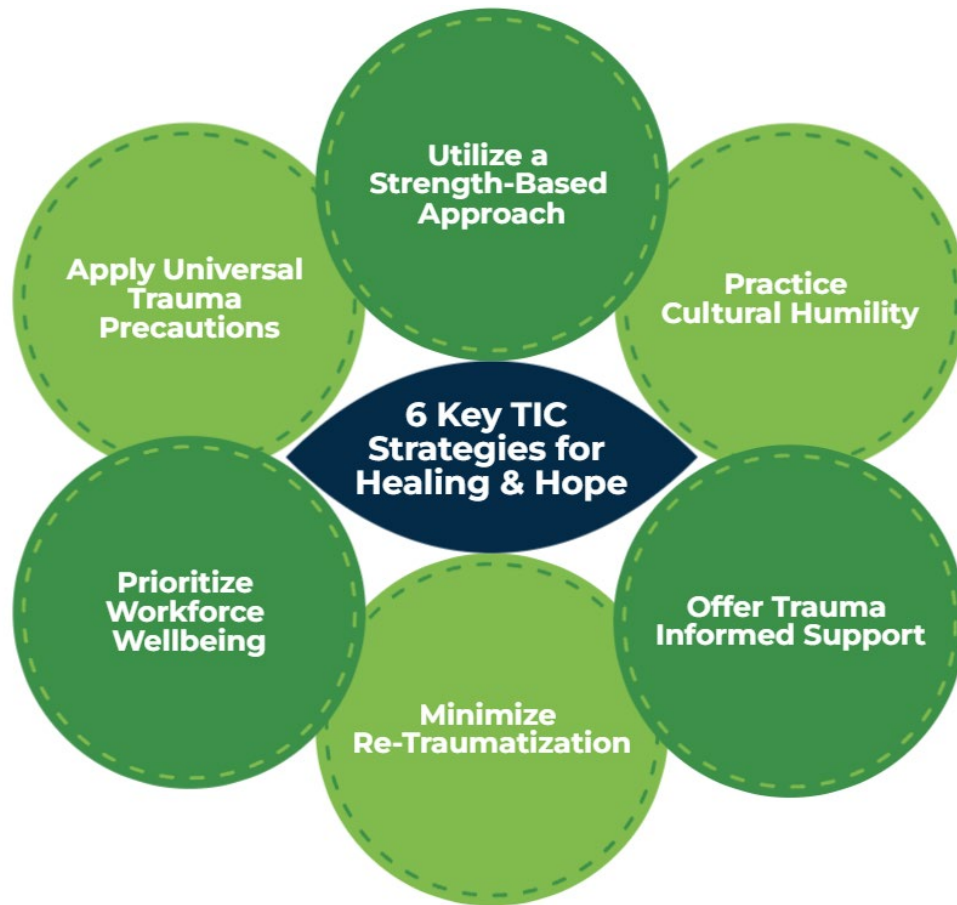 Utilize a
Strength-Based
Approach
Apply Universal
Trauma
Precautions
Practice
Cultural Humility
6 Key TIC
Strategies for
Healing & Hope
Prioritize
Workforce
Wellbeing
Offer Trauma
Informed Support
Minimize
Re-Traumatization